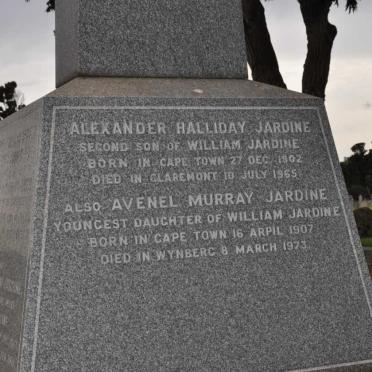 ALEXANDER HALLIDAY JARDINE
SECOND SON OF WILLIAM JARDINE
BORN IN CAPE TOWN 27 DEC. 1902
DIED IN CLAREMONT 10 JULY 1965
ALSO AVENEL MURRAY JARDINE
YOUNGEST DAUGHTER OF WILLIAM JARDINE
BORN IN CAPE TOWN 16 ARPIL 1907
DIED IN WYNBERG 8 MARCH 1973